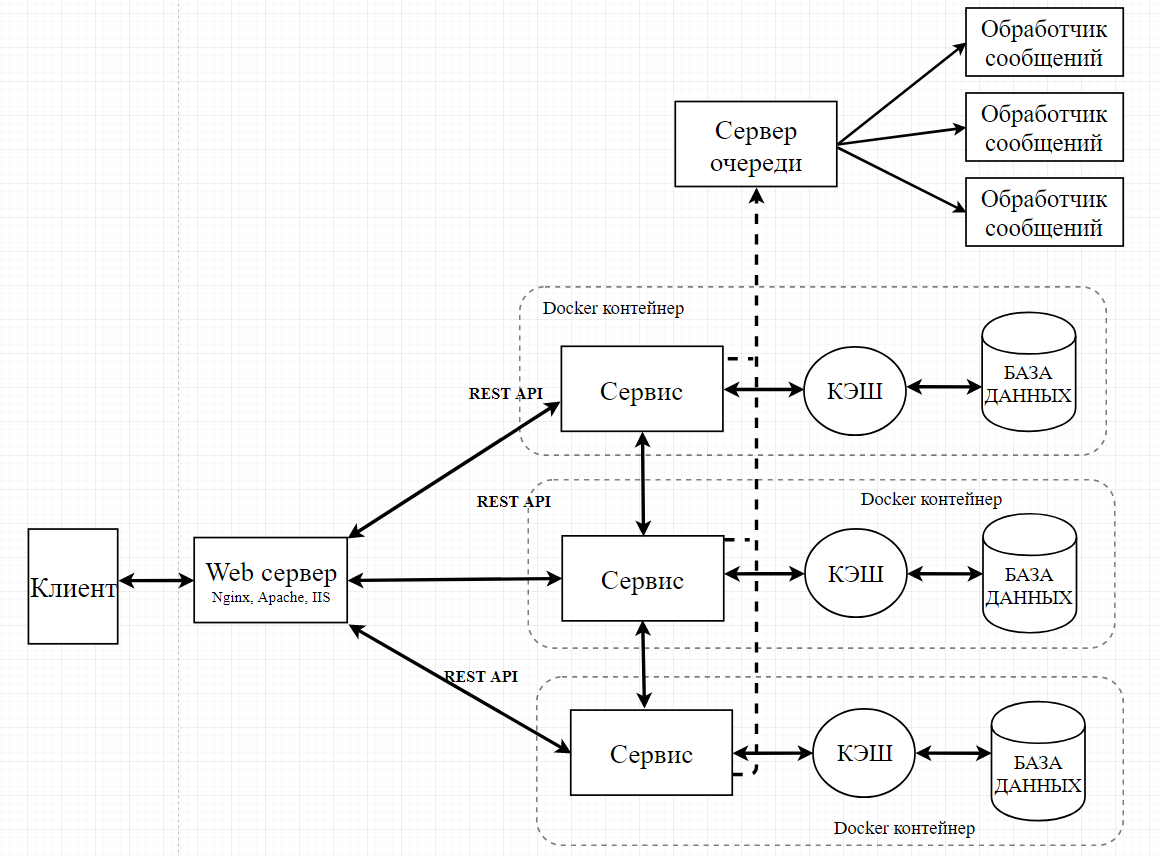 Обработчик
сообщений
Обработчик
сообщений
Обработчик
сообщений
Сервер
очереди
Docker контейнер
REST API
Сервис
КЭШ
БАЗА
ДАННЫХ
REST API
Docker контейнер
Клиент
Web сервер
Nginx, Apache, IIS
Сервис
КЭШ
БАЗА
ДАННЫХ
REST API
Сервис
КЭШ
БАЗА
ДАННЫХ
Docker контейнер